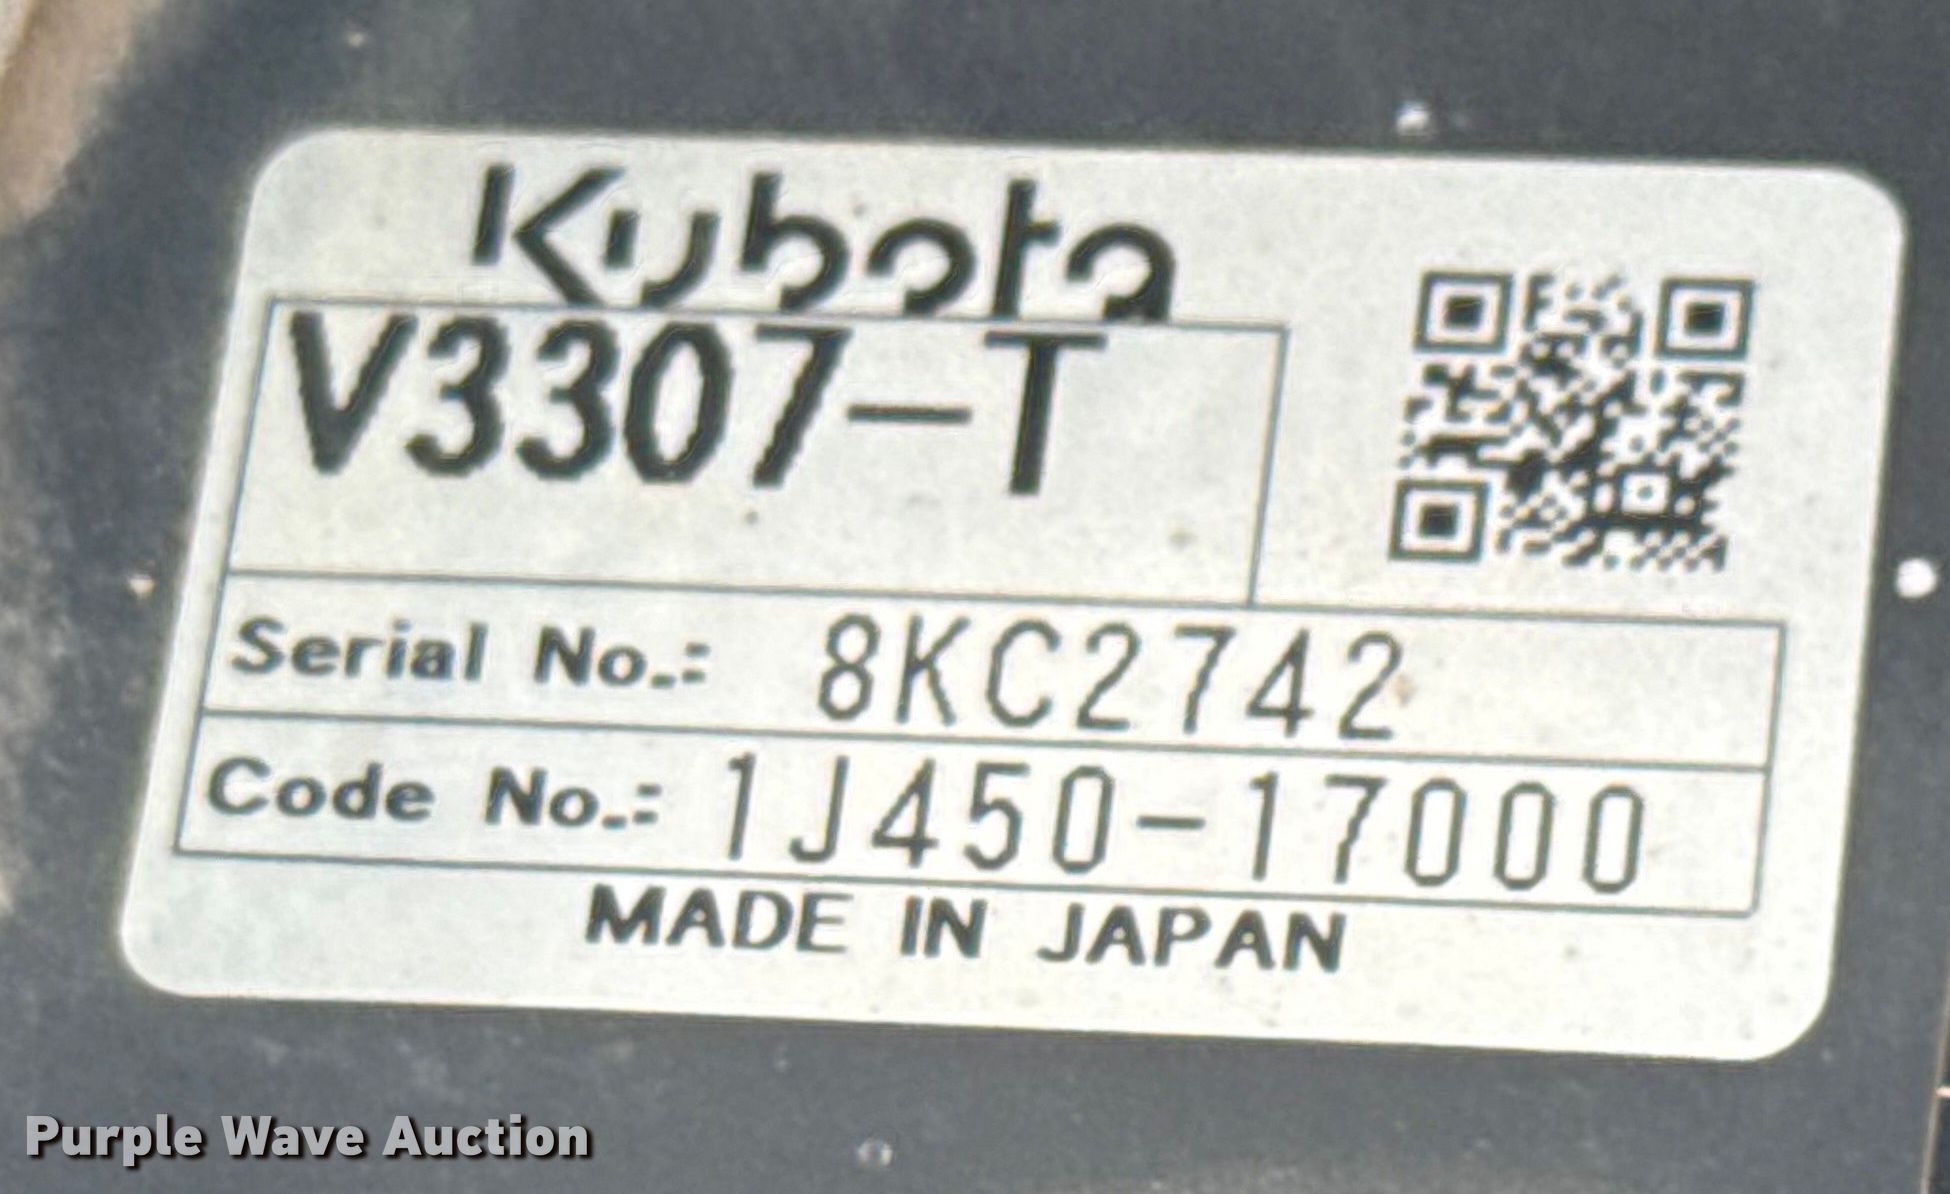 Kubota
V3307-T
Serial No.: 8KC2742
Code No.: 1J450-17000
MADE IN JAPAN
Purple Wave Auction